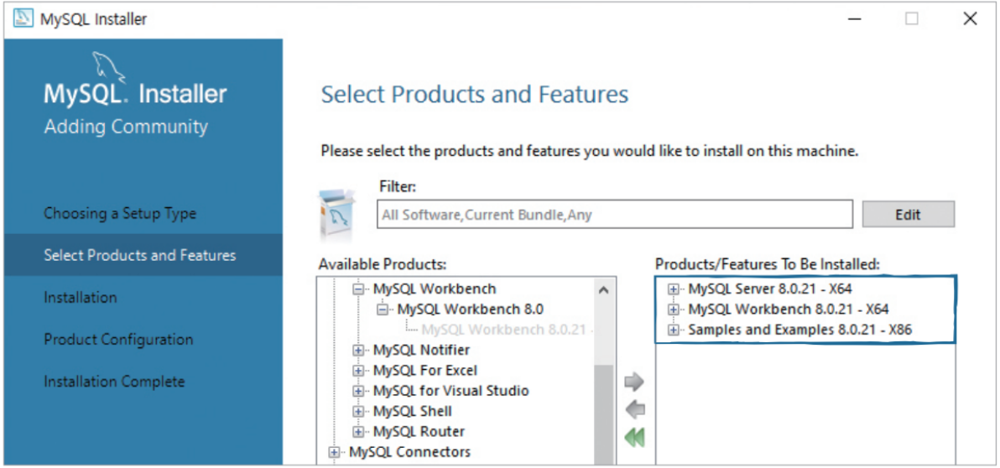 MySQL Installer
MySQL. Installer
Adding Community
Choosing a Setup Type
Select Products and Features
Installation
Product Configuration
Installation Complete
Select Products and Features
Please select the products and features you would like to install on this machine.
Filter:
All Software,Current Bundle,Any
Edit
Available Products:
MySQL Workbench
MySQL Workbench 8.0
MySQL Workbench 8.0.21 -
MySQL Notifier
MySQL For Excel
MySQL for Visual Studio
MySQL Shell
MySQL Router
MySQL Connectors
Products/Features To Be Installed:
MySQL Server 8.0.21 - X64
MySQL Workbench 8.0.21 - X64
Samples and Examples 8.0.21 - X86